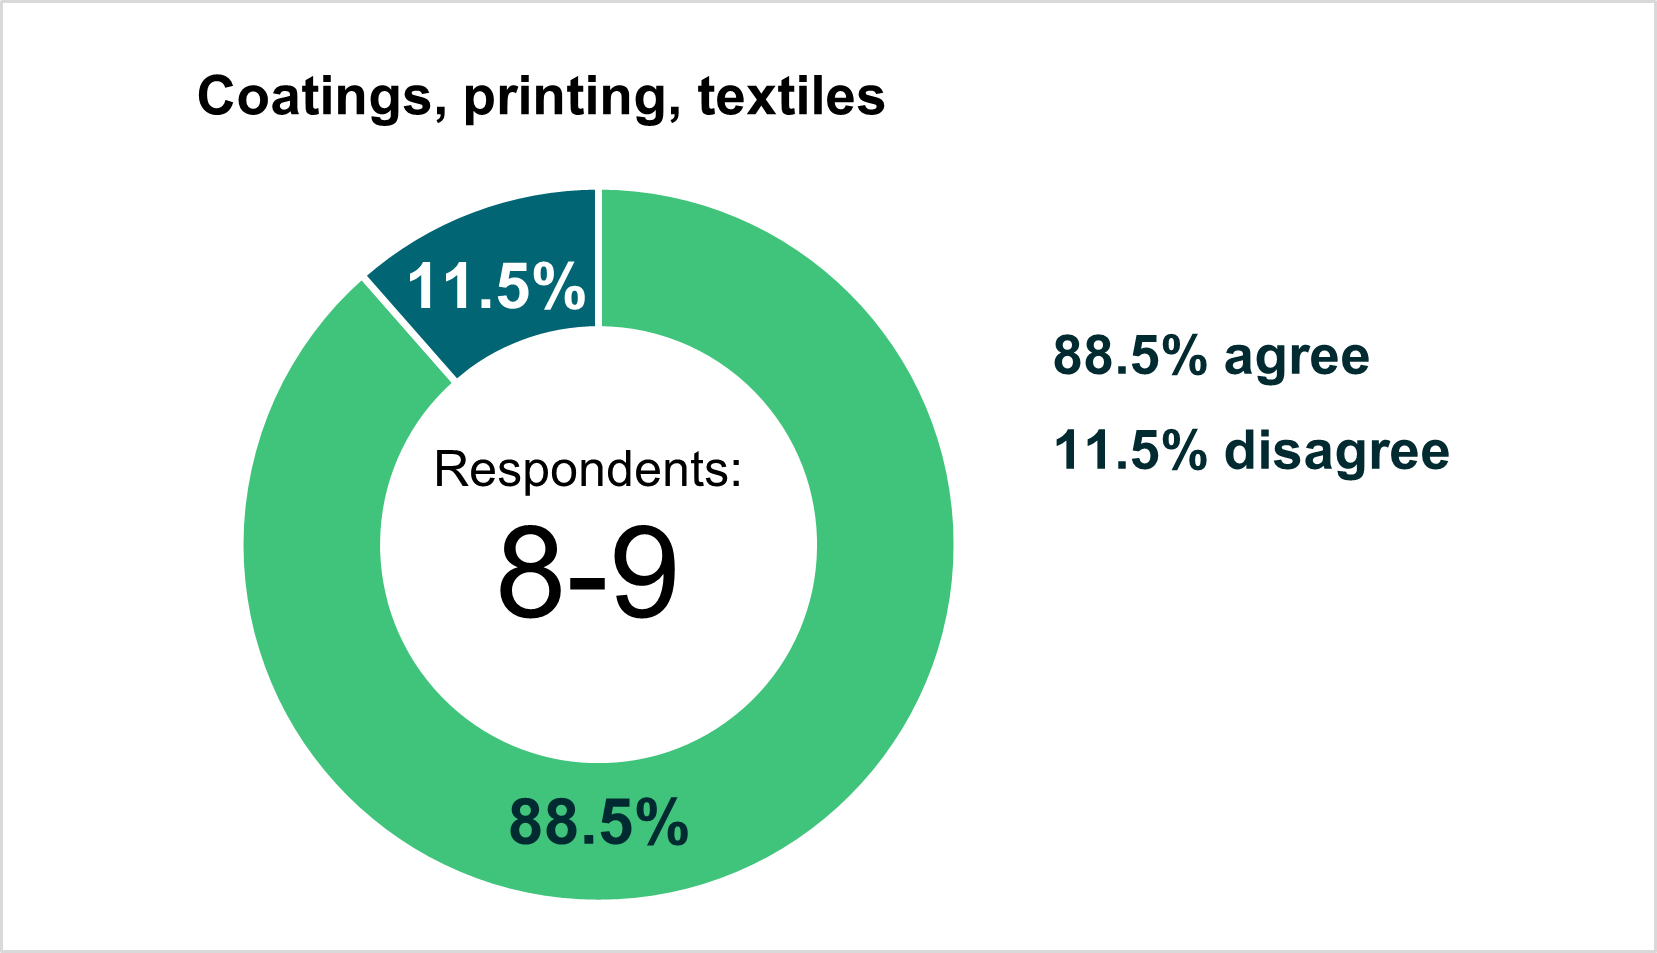 Coatings, printing, textiles
11.5%
Respondents:
8-9
88.5%
88.5% agree
11.5% disagree